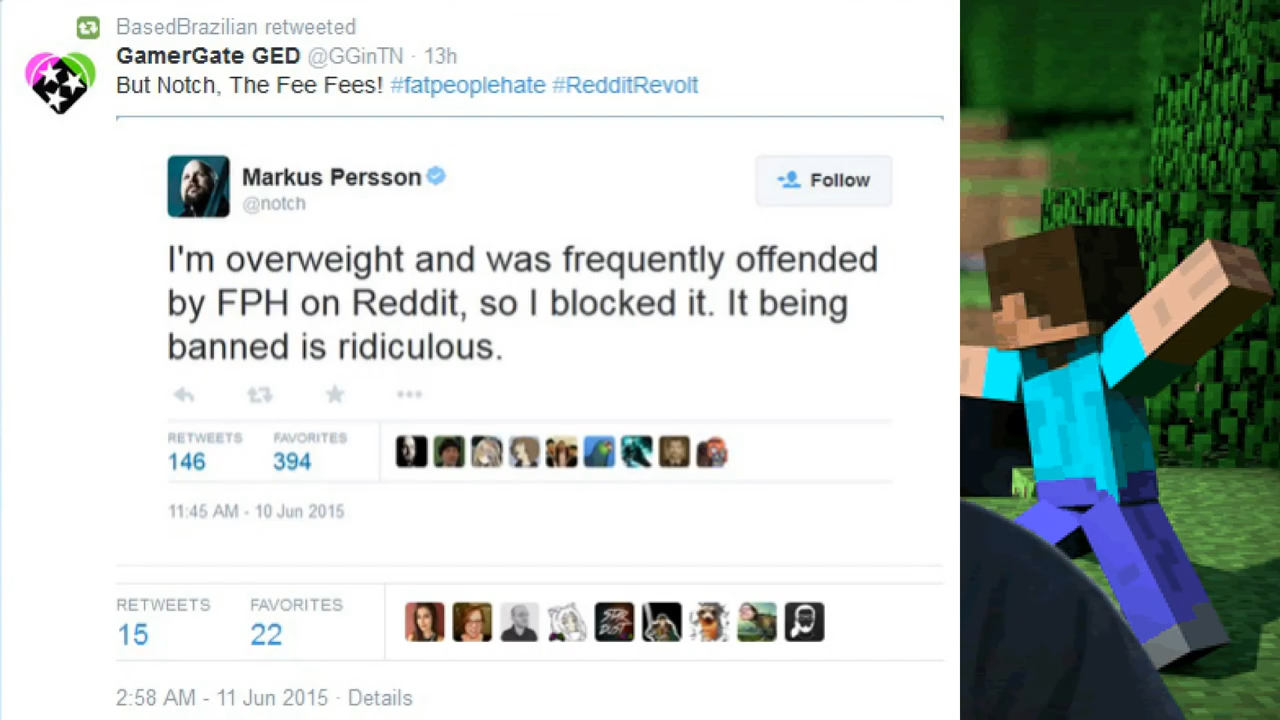 BasedBrazilian retweeted
GamerGate GED @GGinTN · 13h
But Notch, The Fee Fees! #fatpeoplehate #RedditRevolt
Markus Persson
@notch
Follow
I'm overweight and was frequently offended
by FPH on Reddit, so I blocked it. It being
banned is ridiculous.
RETWEETS FAVORITES
146 394
11:45 AM - 10 Jun 2015
RETWEETS FAVORITES
15 22
2:58 AM - 11 Jun 2015 · Details